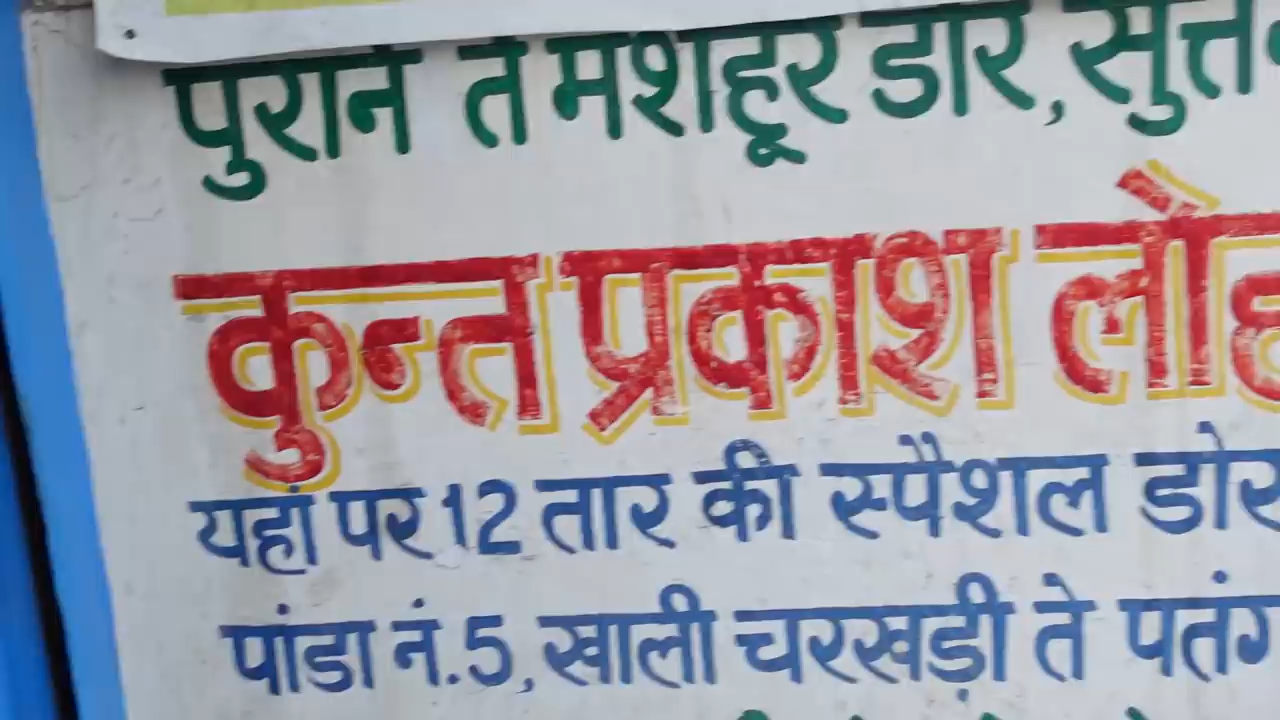 पुराने ते मशहूर डोर,
कुन्त प्रकाश
यहां पर 12 तार की स्पैशल डोर
पांडा नं.5, खाली चरखड़ी ते पतंग